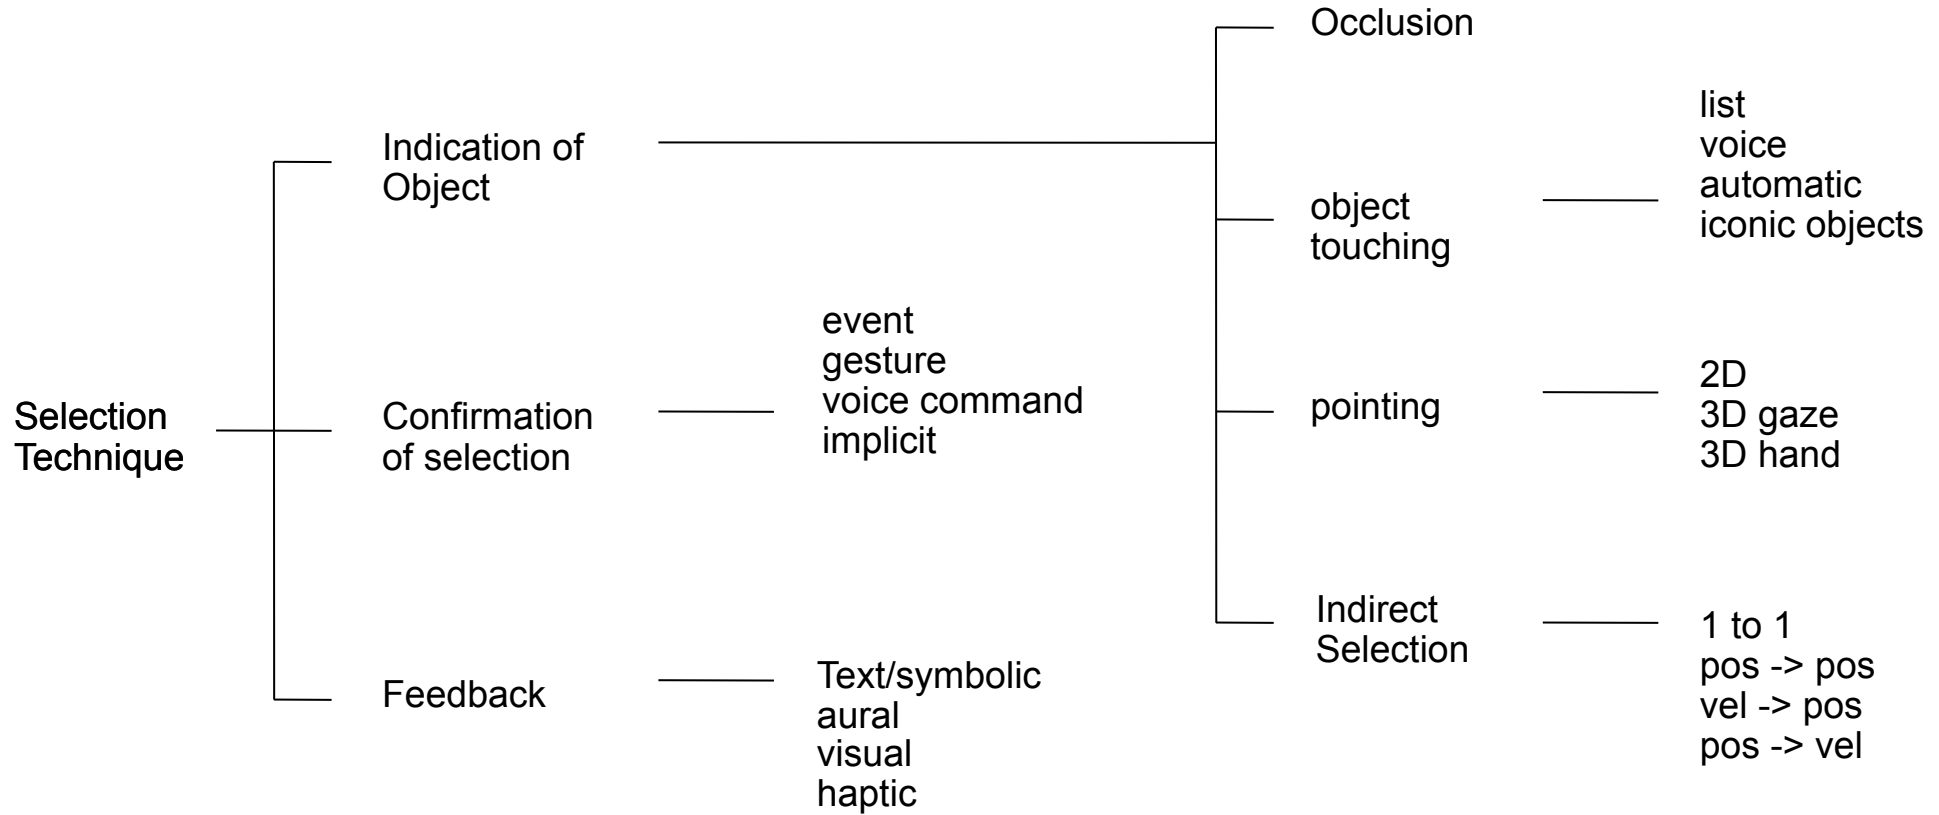 Selection
Technique
Indication of
Object
Confirmation
of selection
Feedback
event
gesture
voice command
implicit
Text/symbolic
aural
visual
haptic
Occlusion
object
touching
pointing
Indirect
Selection
list
voice
automatic
iconic objects
2D
3D gaze
3D hand
1 to 1
pos -> pos
vel -> pos
pos -> vel